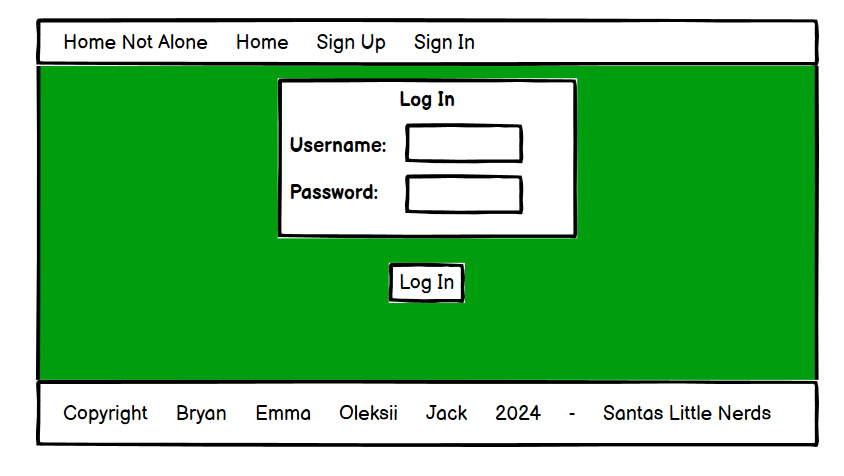 Home Not Alone Home Sign Up Sign In
Log In
Username:
Password:
Log In
Copyright Bryan Emma Oleksii Jack 2024 - Santas Little Nerds